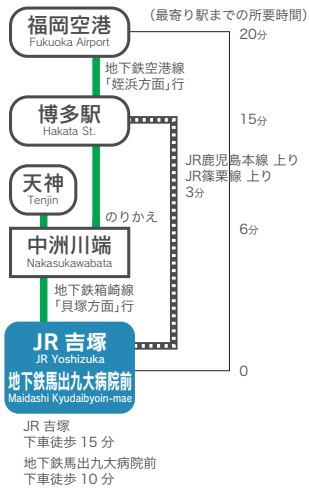 （最寄り駅までの所要時間）
福岡空港
Fukuoka Airport
20分
地下鉄空港線
「姪浜方面」行
博多駅
Hakata St.
15分
JR鹿児島本線 上り
JR篠栗線 上り
3分
天神
Tenjin
のりかえ
6分
中洲川端
Nakasukawabata
地下鉄箱崎線
「貝塚方面」行
JR 吉塚
JR Yoshizuka
地下鉄馬出九大病院前
Maidashi Kyudaibyoin-mae
0
JR 吉塚
下車徒歩 15 分
地下鉄馬出九大病院前
下車徒歩 10 分